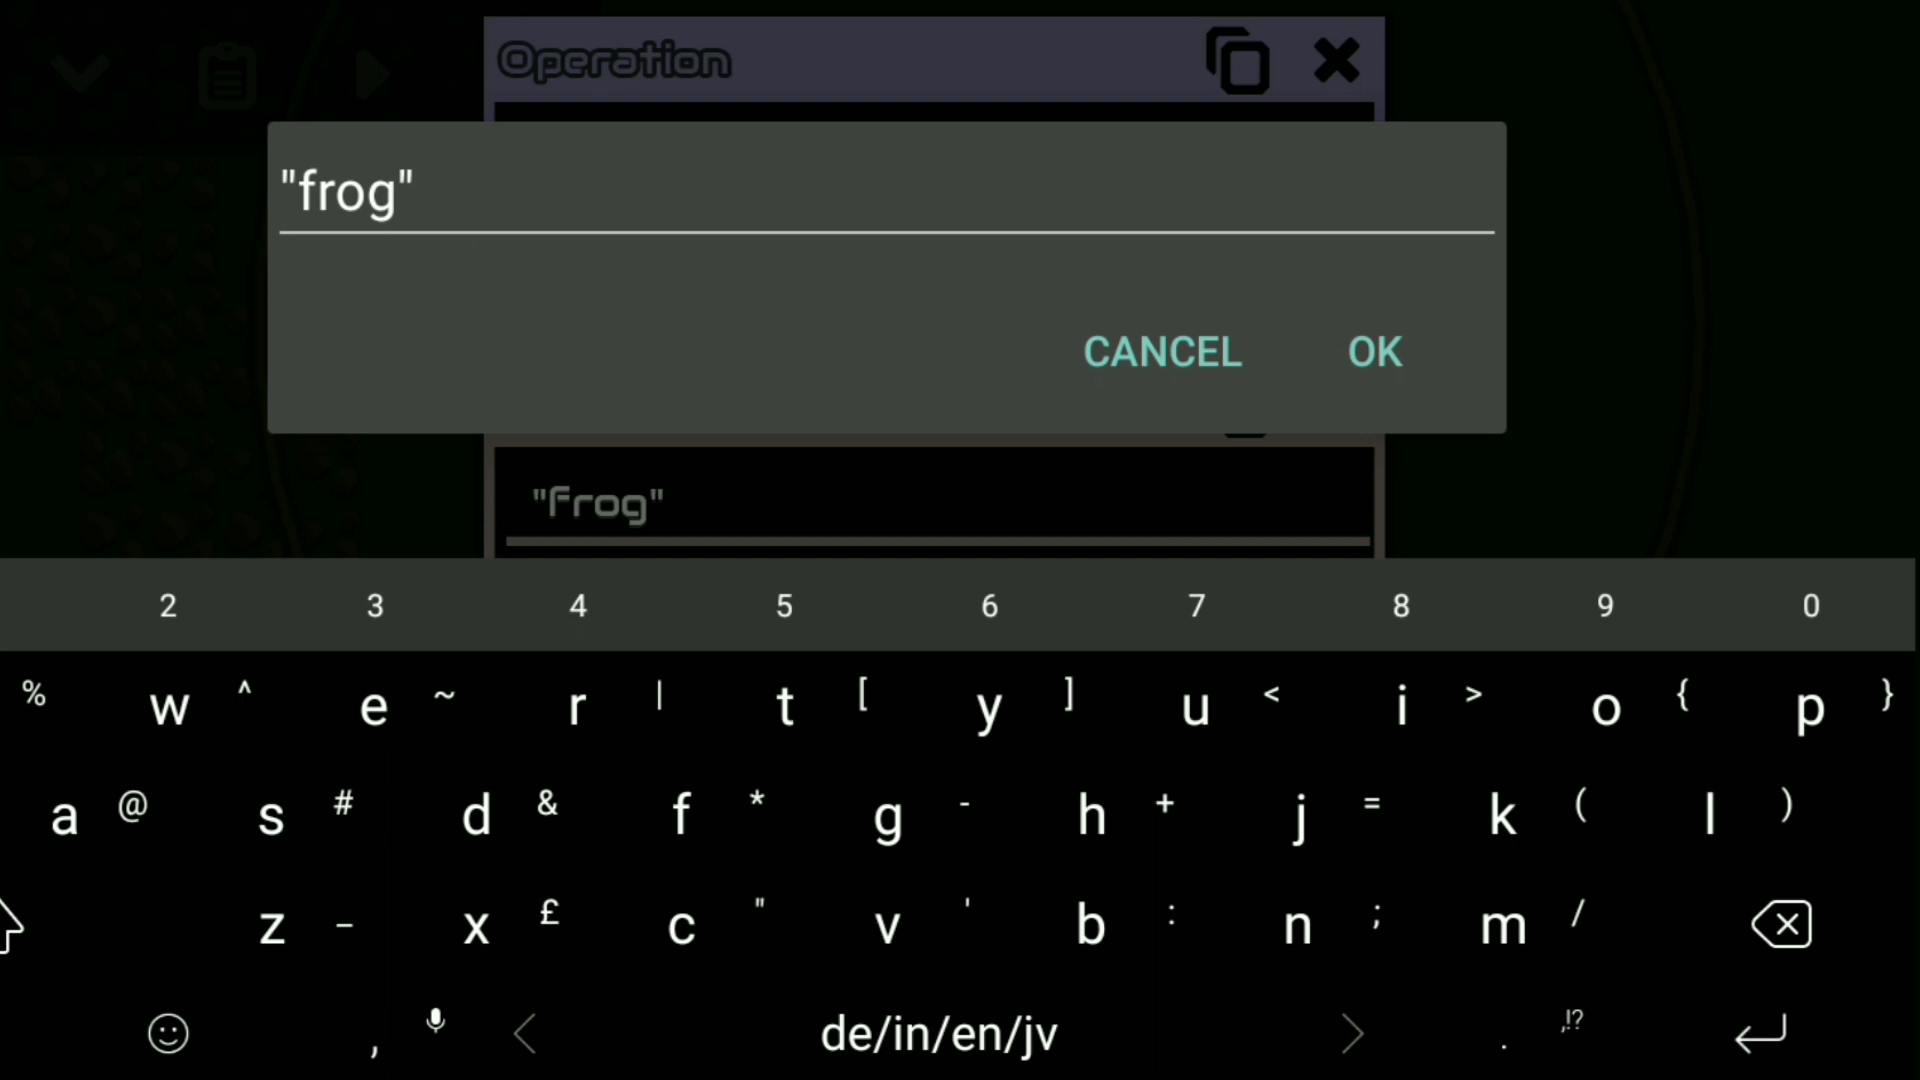 Operation
"frog"
CANCEL OK
"Frog"
2 3 4 5 6 7 8 9 0
% w ^ e ~ r | t [ y ] u < i > o { p }
a @ s # d & f * g - h + j = k ( l )
z _ x £ c " v ' b : n ; m /
, < de/in/en/jv > . ,!?